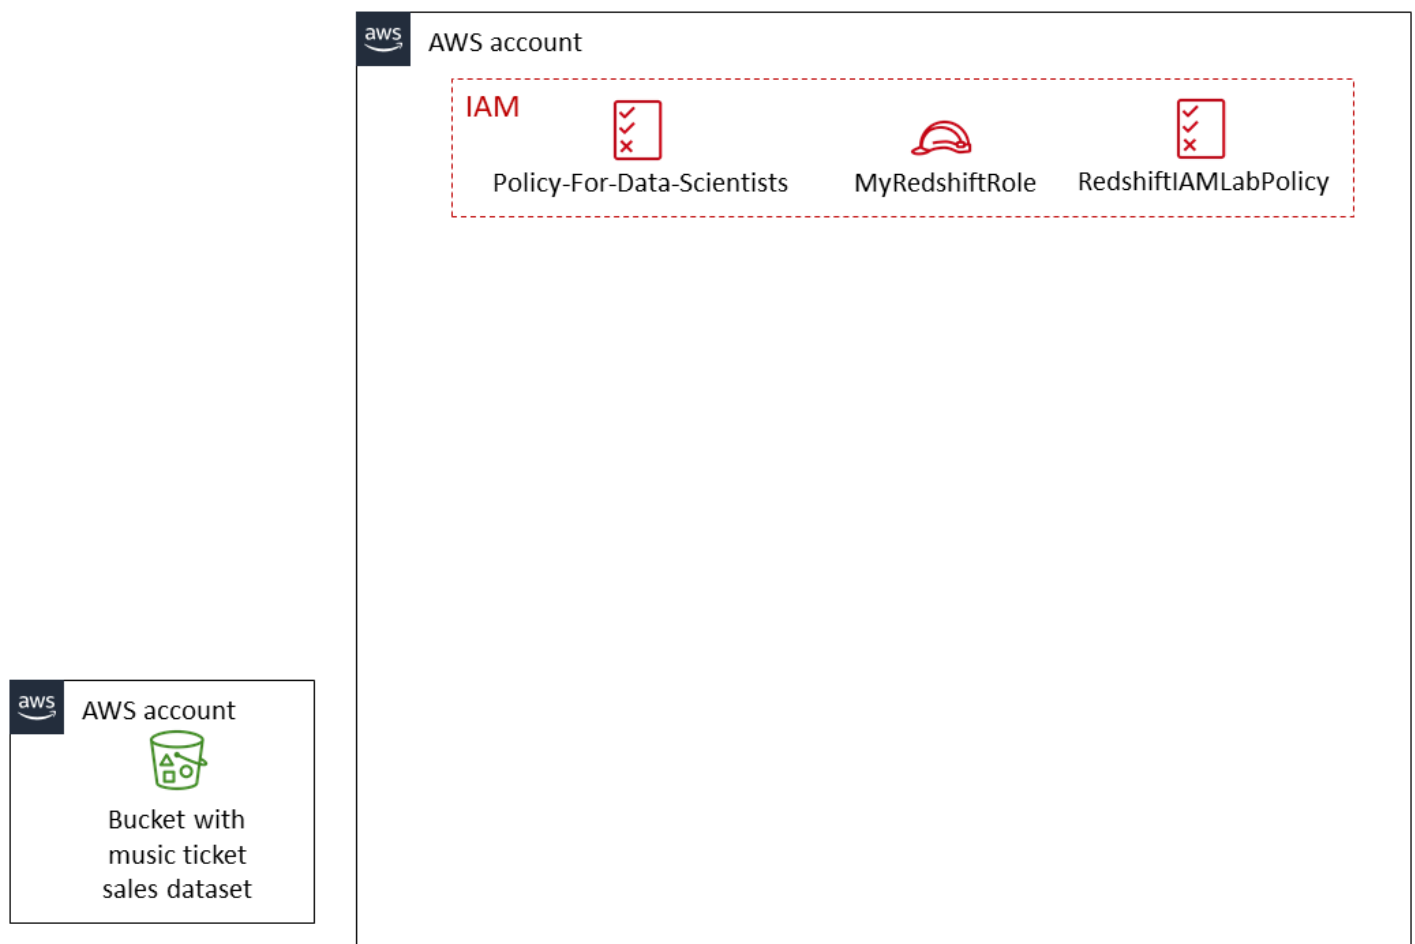 aws
AWS account
IAM
Policy-For-Data-Scientists
MyRedshiftRole
RedshiftIAMLabPolicy
aws
AWS account
Bucket with
music ticket
sales dataset